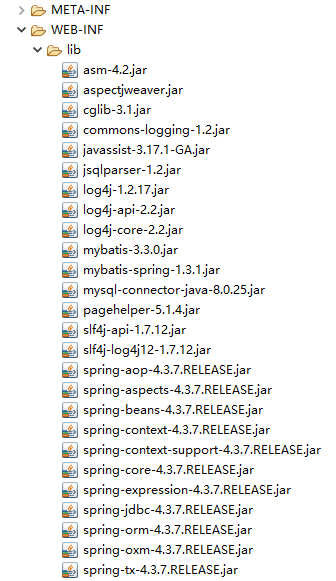 META-INF
WEB-INF
lib
asm-4.2.jar
aspectjweaver.jar
cglib-3.1.jar
commons-logging-1.2.jar
javassist-3.17.1-GA.jar
jsqlparser-1.2.jar
log4j-1.2.17.jar
log4j-api-2.2.jar
log4j-core-2.2.jar
mybatis-3.3.0.jar
mybatis-spring-1.3.1.jar
mysql-connector-java-8.0.25.jar
pagehelper-5.1.4.jar
slf4j-api-1.7.12.jar
slf4j-log4j12-1.7.12.jar
spring-aop-4.3.7.RELEASE.jar
spring-aspects-4.3.7.RELEASE.jar
spring-beans-4.3.7.RELEASE.jar
spring-context-4.3.7.RELEASE.jar
spring-context-support-4.3.7.RELEASE.jar
spring-core-4.3.7.RELEASE.jar
spring-expression-4.3.7.RELEASE.jar
spring-jdbc-4.3.7.RELEASE.jar
spring-orm-4.3.7.RELEASE.jar
spring-oxm-4.3.7.RELEASE.jar
spring-tx-4.3.7.RELEASE.jar